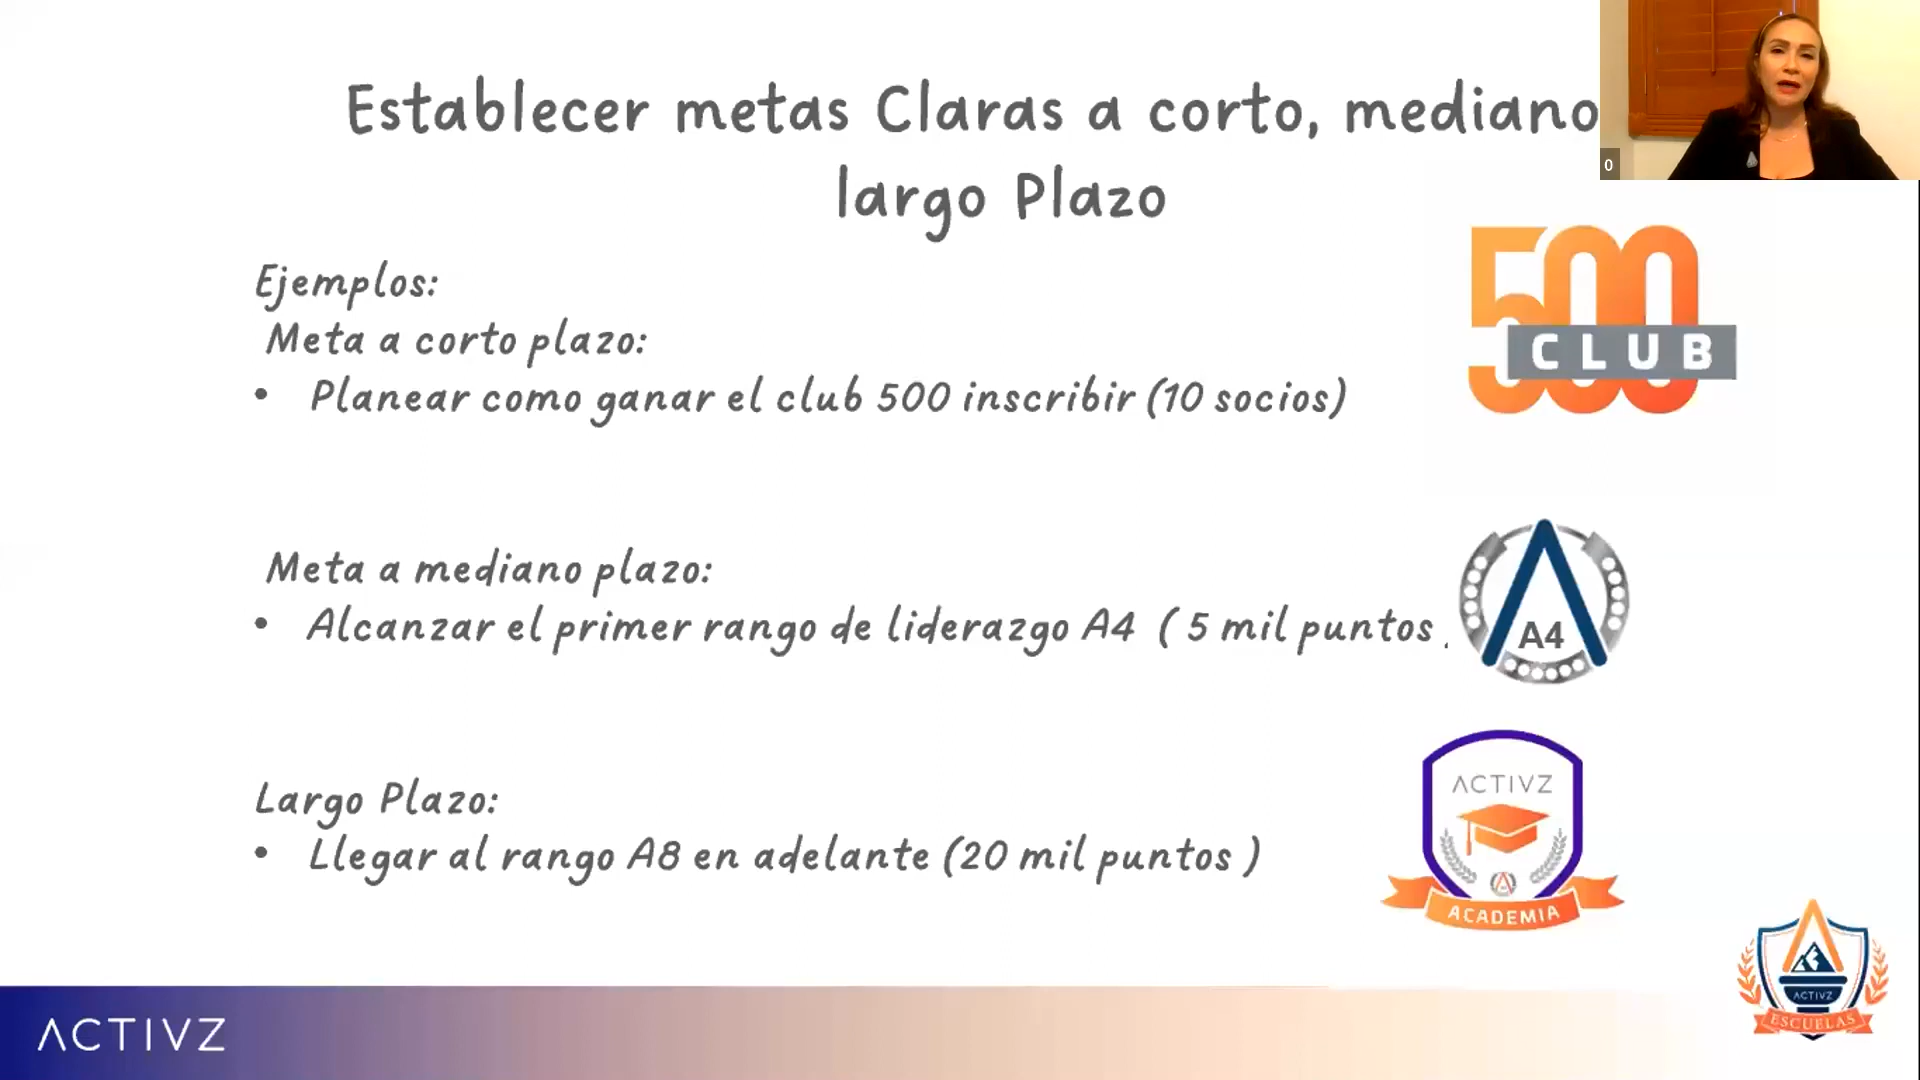 Establecer metas Claras a corto, mediano
largo Plazo
0
Ejemplos:
Meta a corto plazo:
• Planear como ganar el club 500 inscribir (10 socios)
500
CLUB
Meta a mediano plazo:
• Alcanzar el primer rango de liderazgo A4 ( 5 mil puntos
A4
Largo Plazo:
• Llegar al rango A8 en adelante (20 mil puntos )
ACTIVZ
ACADEMIA
ACTIVZ
ACTIVZ
ESCUELAS